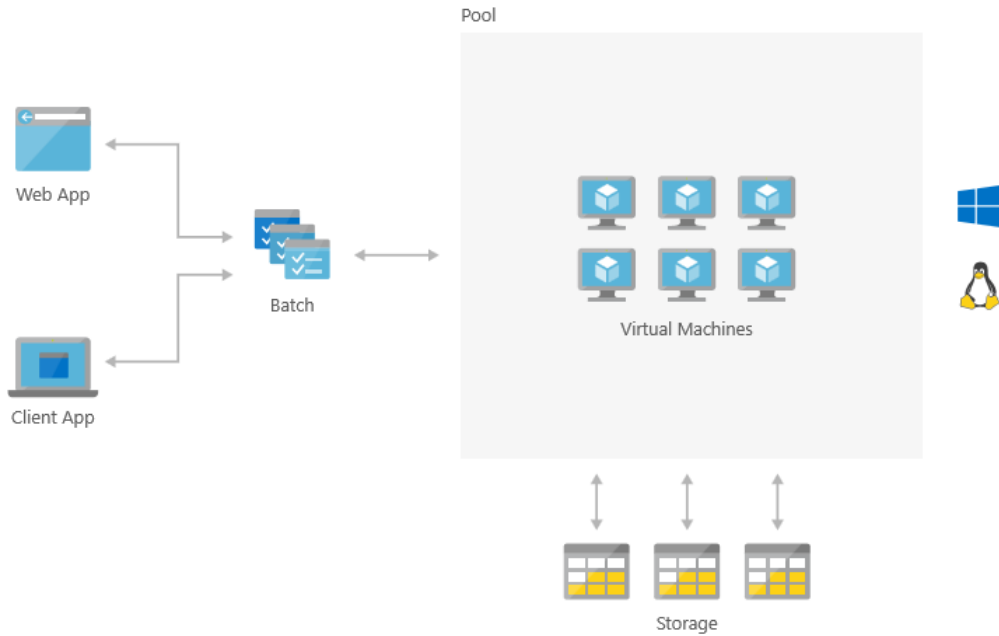 Pool
Web App
Batch
Virtual Machines
Client App
Storage